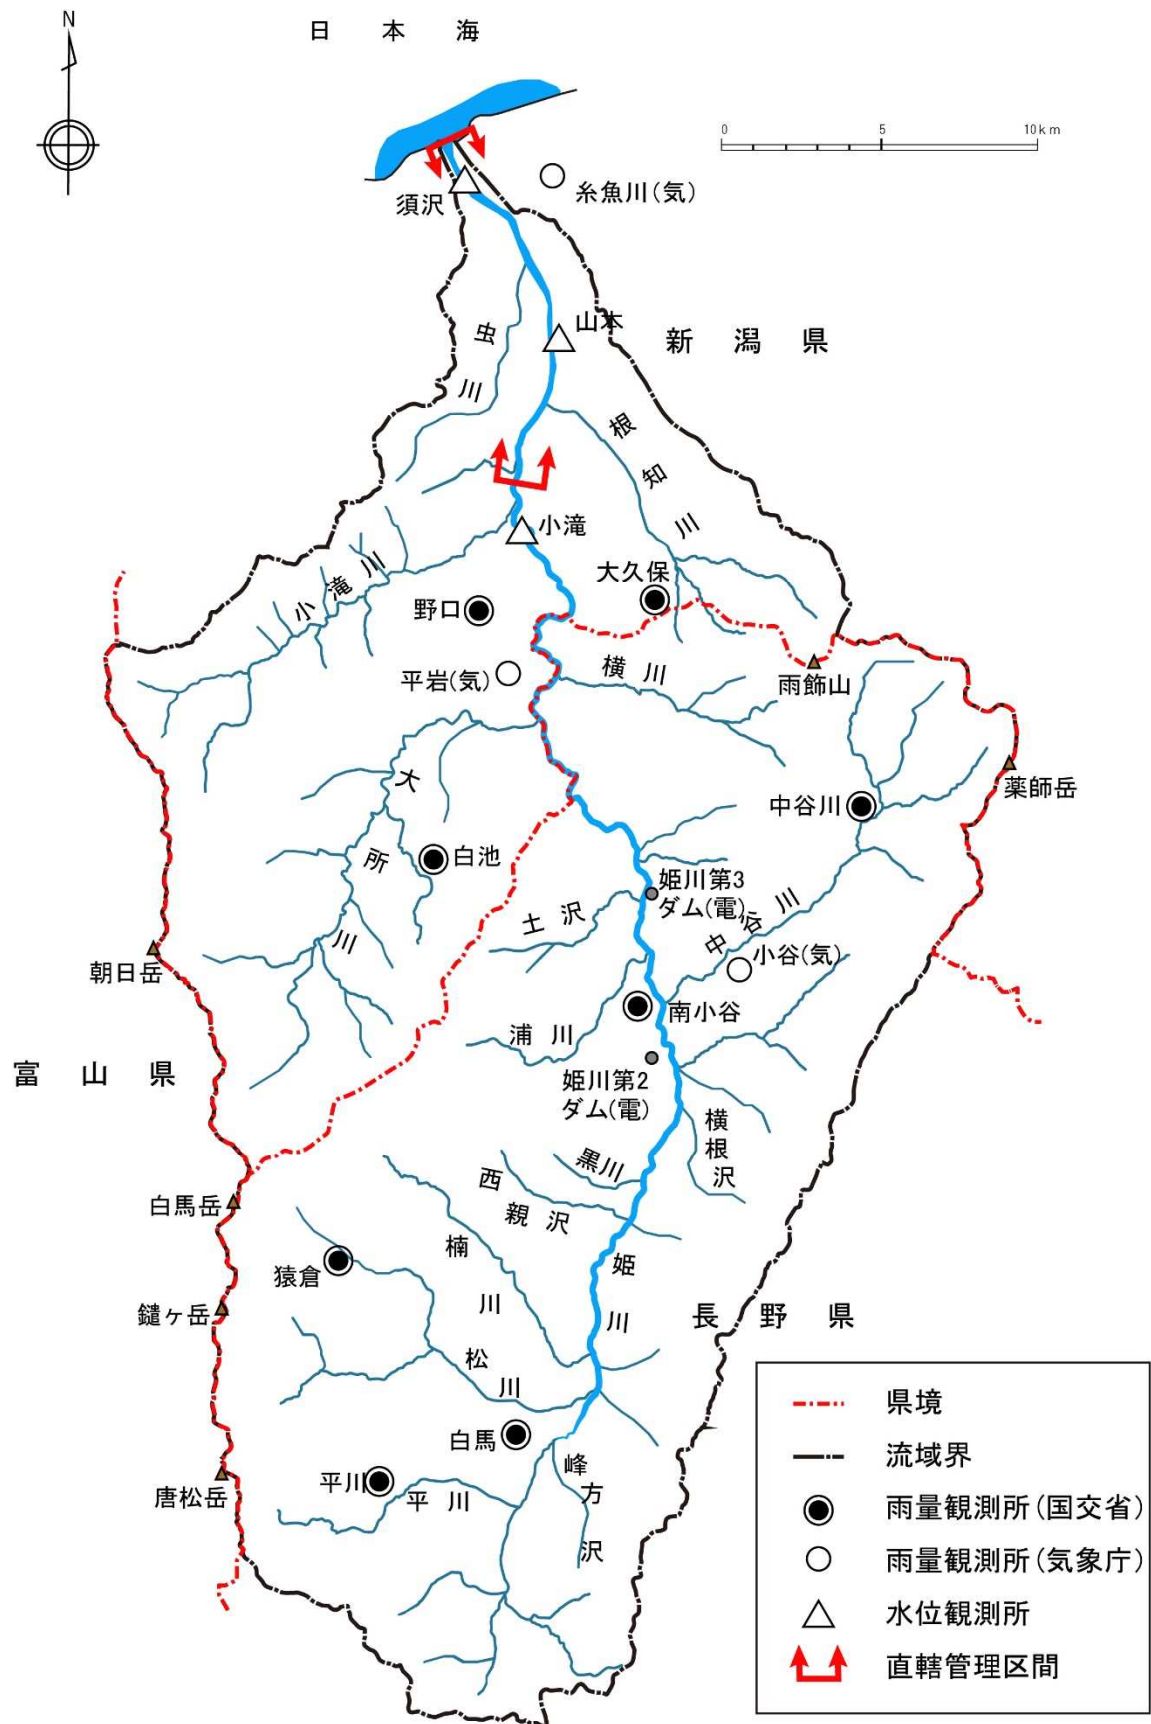 N
日本海
0 5 10km
須沢
糸魚川(気)
山本
新潟県
虫川
根知川
小滝
大久保
小滝川
野口
平岩(気)
横川
雨飾山
薬師岳
大所川
中谷川
白池
姫川第3
ダム(電)
土沢
中谷川
小谷(気)
朝日岳
南小谷
浦川
富山県
姫川第2
ダム(電)
横根沢
黒川
西親沢
白馬岳
楠川
姫川
猿倉
鑓ヶ岳
長野県
松川
白馬
峰方沢
唐松岳
平川
平川
県境
流域界
雨量観測所(国交省)
雨量観測所(気象庁)
水位観測所
直轄管理区間